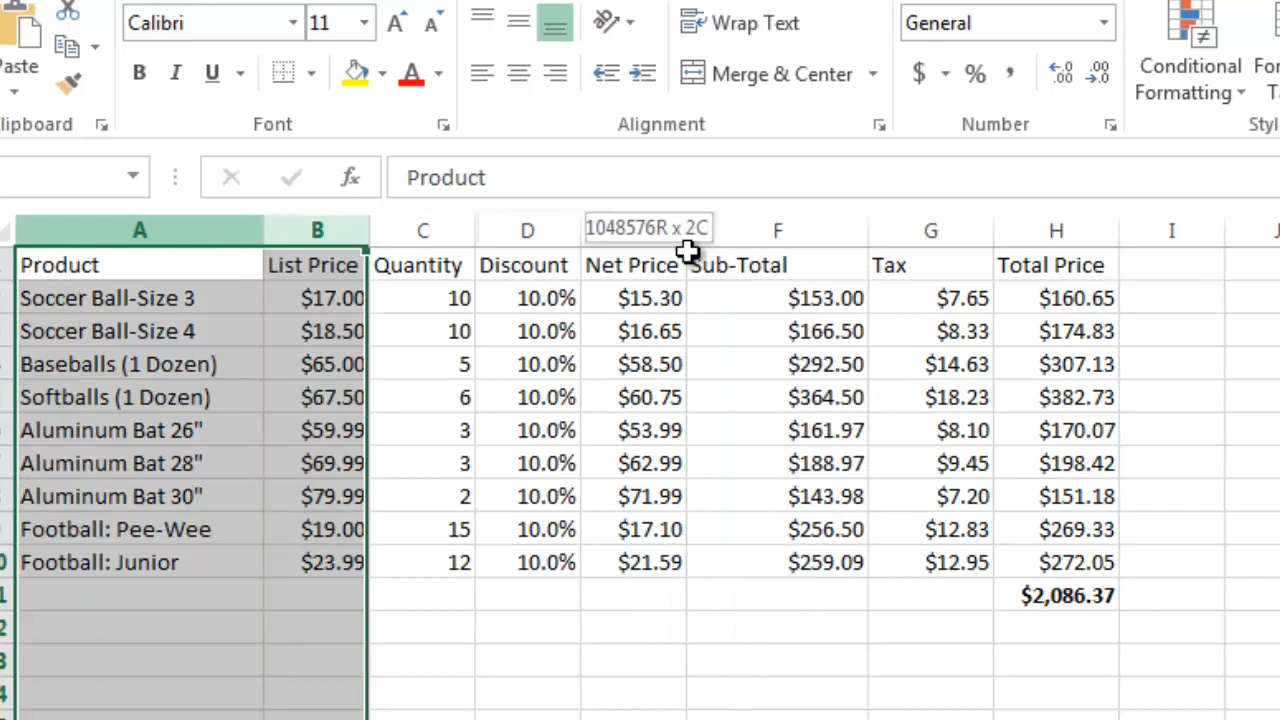 Calibri 11 A A Wrap Text General
Paste B I U A Merge & Center $ % , .00 .0 Conditional
Formatting
Font Alignment Number
fx Product
A B C D 1048576R x 2C F G H I J
Product List Price Quantity Discount Net Price Sub-Total Tax Total Price
Soccer Ball-Size 3 $17.00 10 10.0% $15.30 $153.00 $7.65 $160.65
Soccer Ball-Size 4 $18.50 10 10.0% $16.65 $166.50 $8.33 $174.83
Baseballs (1 Dozen) $65.00 5 10.0% $58.50 $292.50 $14.63 $307.13
Softballs (1 Dozen) $67.50 6 10.0% $60.75 $364.50 $18.23 $382.73
Aluminum Bat 26" $59.99 3 10.0% $53.99 $161.97 $8.10 $170.07
Aluminum Bat 28" $69.99 3 10.0% $62.99 $188.97 $9.45 $198.42
Aluminum Bat 30" $79.99 2 10.0% $71.99 $143.98 $7.20 $151.18
Football: Pee-Wee $19.00 15 10.0% $17.10 $256.50 $12.83 $269.33
Football: Junior $23.99 12 10.0% $21.59 $259.09 $12.95 $272.05
$2,086.37